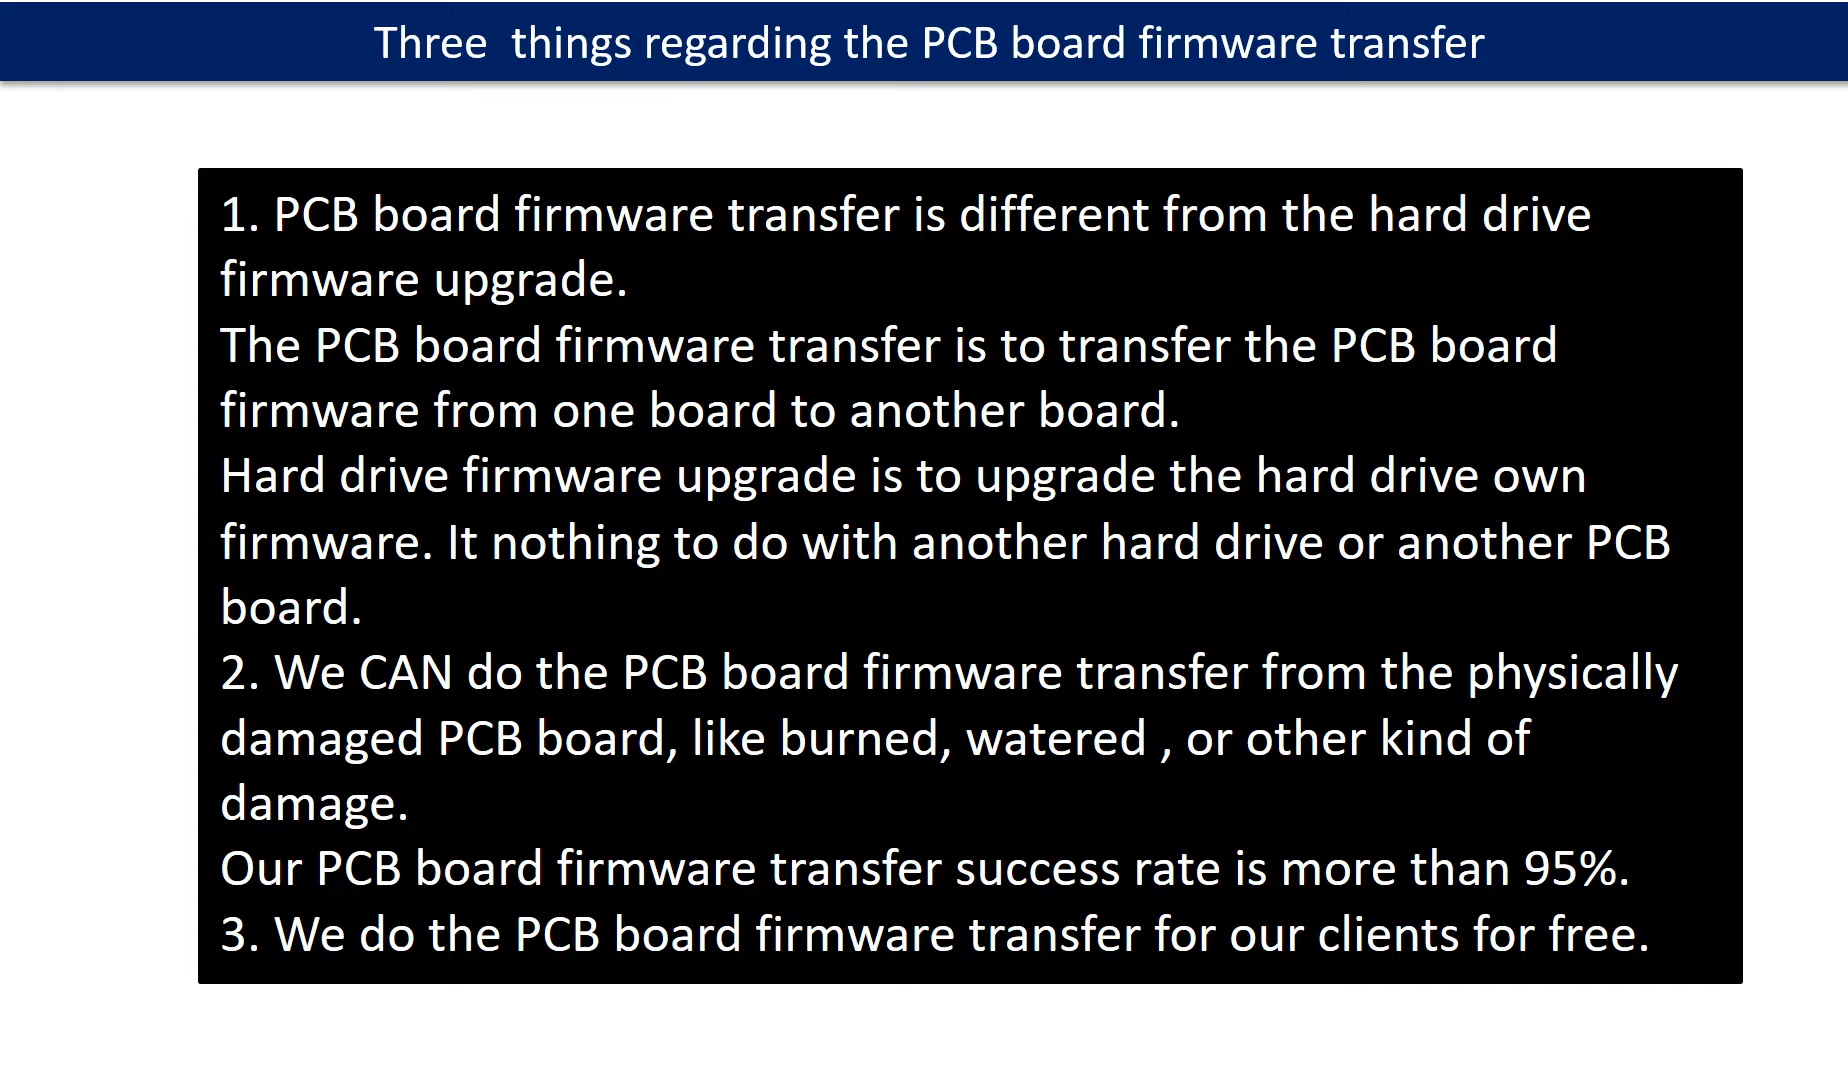 Three  things regarding the PCB board firmware transfer
1. PCB board firmware transfer is different from the hard drive
firmware upgrade.
The PCB board firmware transfer is to transfer the PCB board
firmware from one board to another board.
Hard drive firmware upgrade is to upgrade the hard drive own
firmware. It nothing to do with another hard drive or another PCB
board.
2. We CAN do the PCB board firmware transfer from the physically
damaged PCB board, like burned, watered , or other kind of
damage.
Our PCB board firmware transfer success rate is more than 95%.
3. We do the PCB board firmware transfer for our clients for free.